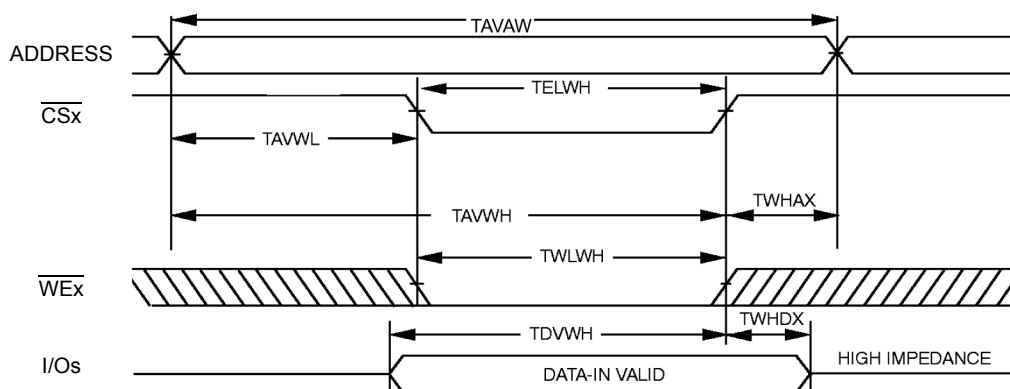 TAVAW
ADDRESS
TELWH
CSx
TAVWL
TAVWH
TWHAX
TWLWH
WEx
TDVWH
TWHDX
I/Os
DATA-IN VALID
HIGH IMPEDANCE